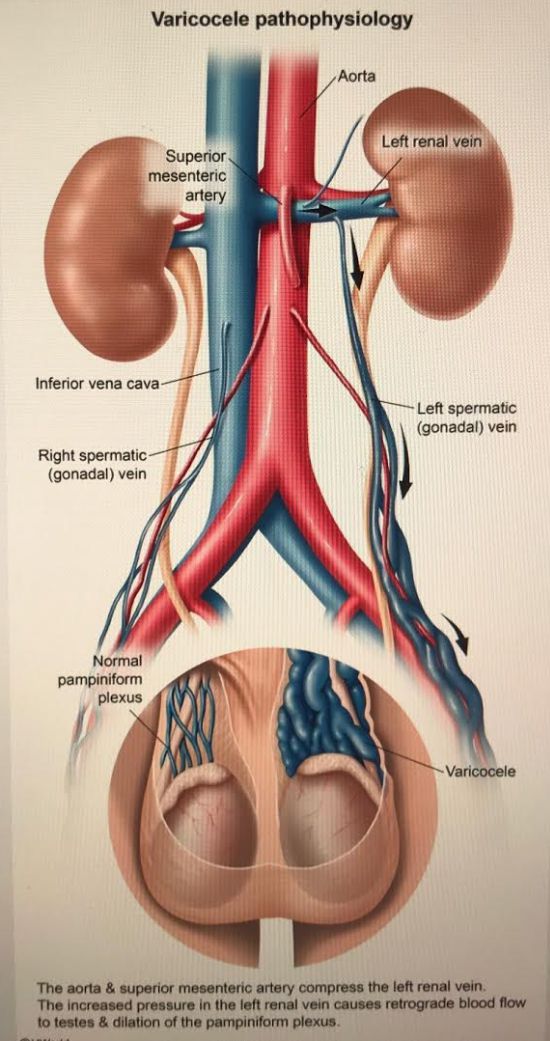 Varicocele pathophysiology
Aorta
Left renal vein
Superior
mesenteric
artery
Inferior vena cava
Left spermatic
(gonadal) vein
Right spermatic
(gonadal) vein
Normal
pampiniform
plexus
Varicocele
The aorta & superior mesenteric artery compress the left renal vein.
The increased pressure in the left renal vein causes retrograde blood flow
to testes & dilation of the pampiniform plexus.